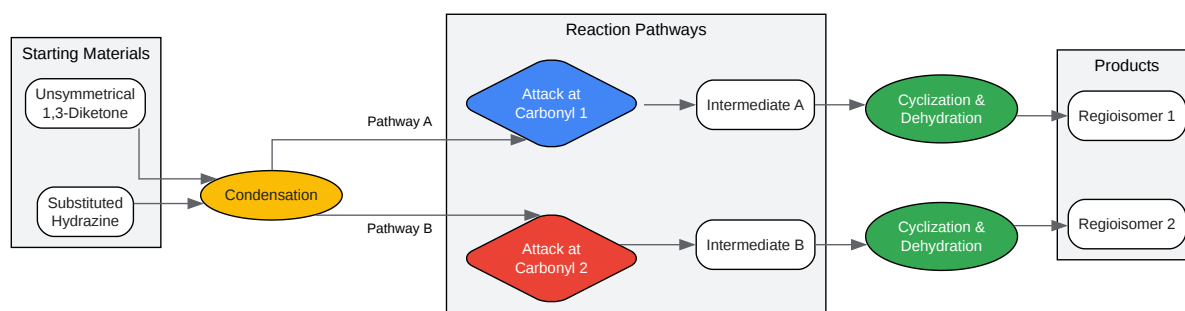 Starting Materials
Unsymmetrical
1,3-Diketone
Substituted
Hydrazine
Condensation
Pathway A
Pathway B
Reaction Pathways
Attack at
Carbonyl 1
Intermediate A
Attack at
Carbonyl 2
Intermediate B
Cyclization &
Dehydration
Cyclization &
Dehydration
Products
Regioisomer 1
Regioisomer 2